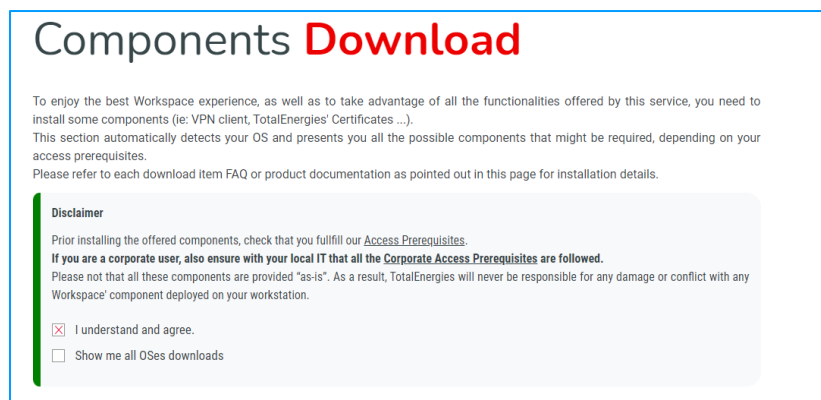 Components Download
To enjoy the best Workspace experience, as well as to take advantage of all the functionalities offered by this service, you need to
install some components (ie: VPN client, TotalEnergies' Certificates ...).
This section automatically detects your OS and presents you all the possible components that might be required, depending on your
access prerequisites.
Please refer to each download item FAQ or product documentation as pointed out in this page for installation details.
Disclaimer
Prior installing the offered components, check that you fullfill our Access Prerequisites.
If you are a corporate user, also ensure with your local IT that all the Corporate Access Prerequisites are followed.
Please not that all these components are provided “as-is”. As a result, TotalEnergies will never be responsible for any damage or conflict with any
Workspace' component deployed on your workstation.
I understand and agree.
Show me all OSes downloads